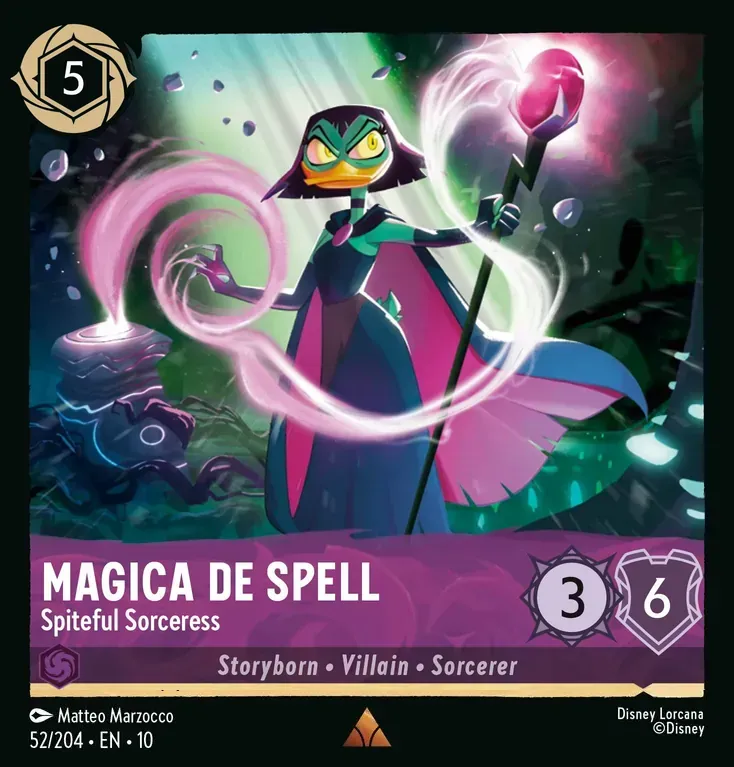 5
MAGICA DE SPELL
Spiteful Sorceress
3
6
Storyborn • Villain • Sorcerer
Matteo Marzocco
52/204 • EN • 10
Disney Lorcana
©Disney